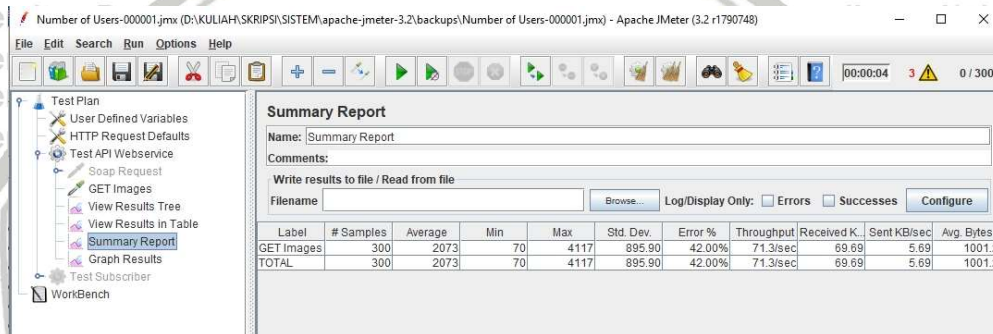 Number of Users-000001.jmx (D:\KULIAH\SKRIPSI\SISTEM\apache-jmeter-3.2\backups\Number of Users-000001.jmx) - Apache JMeter (3.2 r1790748)
File Edit Search Run Options Help
00:00:04 3 0 / 300
Test Plan
User Defined Variables
HTTP Request Defaults
Test API Webservice
Soap Request
GET Images
View Results Tree
View Results in Table
Summary Report
Graph Results
Test Subscriber
WorkBench
Summary Report
Name: Summary Report
Comments:
Write results to file / Read from file
Filename Browse... Log/Display Only: Errors Successes Configure
Label # Samples Average Min Max Std. Dev. Error % Throughput Received K... Sent KB/sec Avg. Bytes
GET Images 300 2073 70 4117 895.90 42.00% 71.3/sec 69.69 5.69 1001.
TOTAL 300 2073 70 4117 895.90 42.00% 71.3/sec 69.69 5.69 1001.